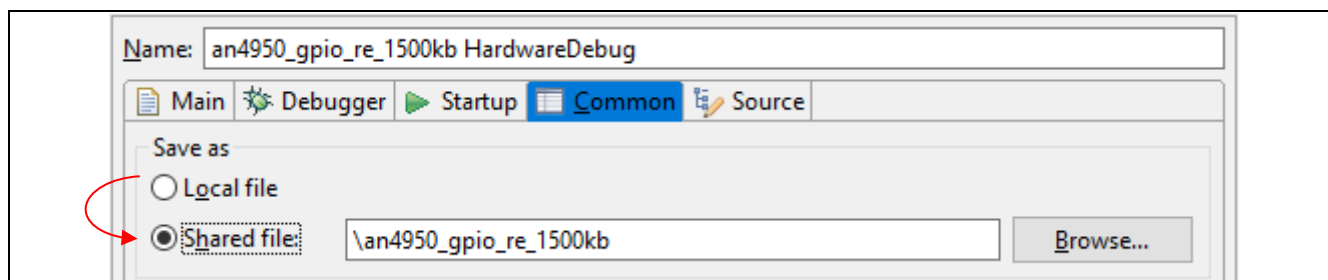 Name: an4950_gpio_re_1500kb HardwareDebug
Main Debugger Startup Common Source
Save as
Local file
Shared file: \an4950_gpio_re_1500kb Browse...